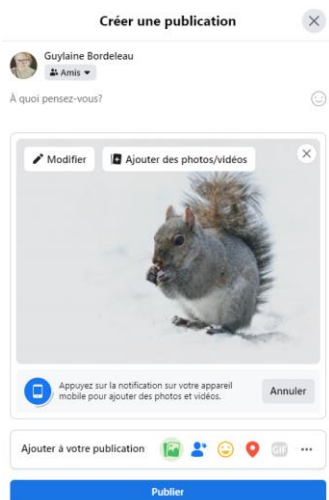 Créer une publication
Guylaine Bordeleau
Amis
À quoi pensez-vous?
Modifier
Ajouter des photos/vidéos
Appuyez sur la notification sur votre appareil
mobile pour ajouter des photos et vidéos.
Annuler
Ajouter à votre publication
GIF
Publier